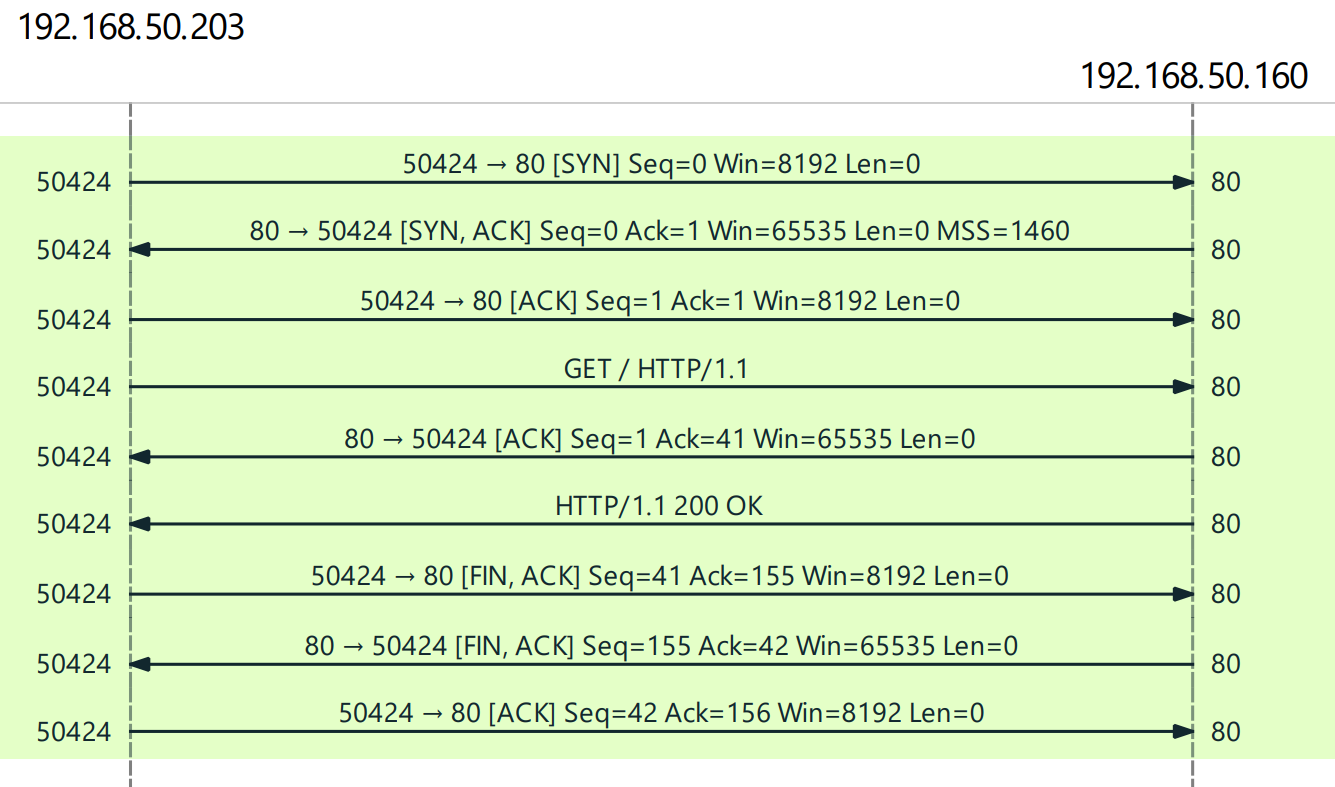 192.168.50.203
192.168.50.160
50424 → 80 [SYN] Seq=0 Win=8192 Len=0
50424 80
80 → 50424 [SYN, ACK] Seq=0 Ack=1 Win=65535 Len=0 MSS=1460
50424 80
50424 → 80 [ACK] Seq=1 Ack=1 Win=8192 Len=0
50424 80
GET / HTTP/1.1
50424 80
80 → 50424 [ACK] Seq=1 Ack=41 Win=65535 Len=0
50424 80
HTTP/1.1 200 OK
50424 80
50424 → 80 [FIN, ACK] Seq=41 Ack=155 Win=8192 Len=0
50424 80
80 → 50424 [FIN, ACK] Seq=155 Ack=42 Win=65535 Len=0
50424 80
50424 → 80 [ACK] Seq=42 Ack=156 Win=8192 Len=0
50424 80